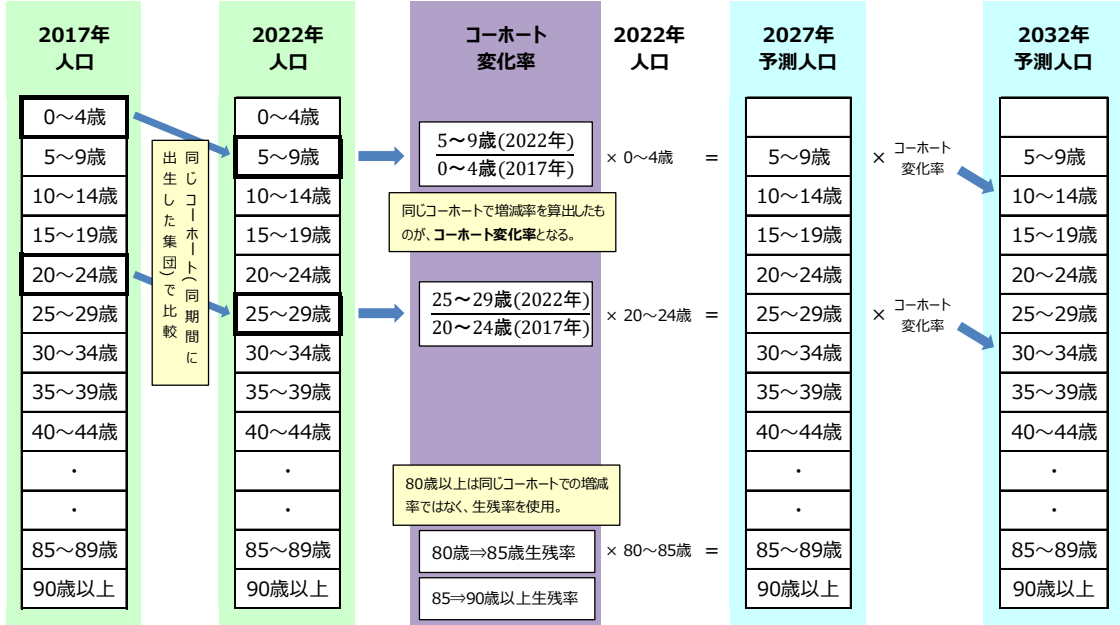 2017年
人口
0～4歳
5～9歳
10～14歳
15～19歳
20～24歳
25～29歳
30～34歳
35～39歳
40～44歳
・
・
85～89歳
90歳以上
同じコーホート(同期間に
出生した集団)で比較
2022年
人口
0～4歳
5～9歳
10～14歳
15～19歳
20～24歳
25～29歳
30～34歳
35～39歳
40～44歳
・
・
85～89歳
90歳以上
コーホート
変化率
5～9歳(2022年)
0～4歳(2017年)
同じコーホートで増減率を算出したも
のが、コーホート変化率となる。
25～29歳(2022年)
20～24歳(2017年)
80歳以上は同じコーホートでの増減
率ではなく、生残率を使用。
80歳⇒85歳生残率
85⇒90歳以上生残率
2022年
人口
× 0～4歳 =
× 20～24歳 =
× 80～85歳 =
2027年
予測人口
5～9歳
10～14歳
15～19歳
20～24歳
25～29歳
30～34歳
35～39歳
40～44歳
・
・
85～89歳
90歳以上
× コーホート
変化率
× コーホート
変化率
2032年
予測人口
5～9歳
10～14歳
15～19歳
20～24歳
25～29歳
30～34歳
35～39歳
40～44歳
・
・
85～89歳
90歳以上